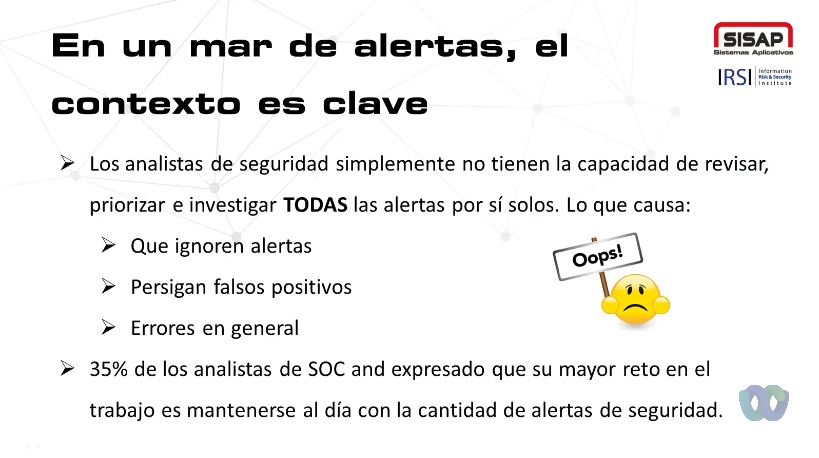 En un mar de alertas, el
contexto es clave
SISAP
Sistemas Aplicativos
IRSI Information
Risk & Security
Institute
Los analistas de seguridad simplemente no tienen la capacidad de revisar,
priorizar e investigar TODAS las alertas por sí solos. Lo que causa:
Que ignoren alertas
Persigan falsos positivos
Errores en general
Oops!
35% de los analistas de SOC and expresado que su mayor reto en el
trabajo es mantenerse al día con la cantidad de alertas de seguridad.